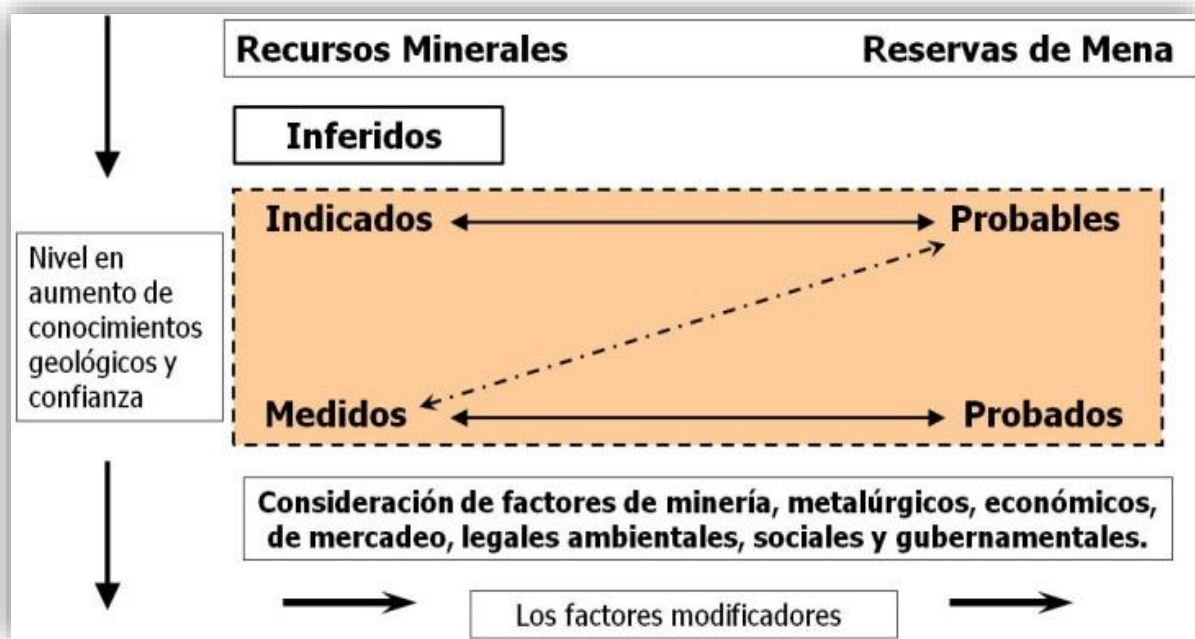 Recursos Minerales Reservas de Mena
Inferidos
Indicados Probables
Nivel en
aumento de
conocimientos
geológicos y
confianza
Medidos Probados
Consideración de factores de minería, metalúrgicos, económicos,
de mercadeo, legales ambientales, sociales y gubernamentales.
Los factores modificadores